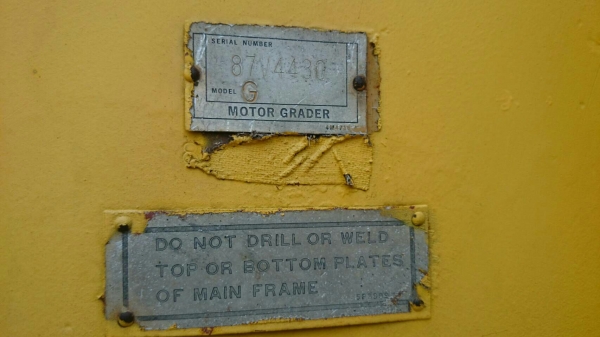 SERIAL NUMBER
87V4430
MODEL G
MOTOR GRADER
DO NOT DRILL OR WELD
TOP OR BOTTOM PLATES
OF MAIN FRAME